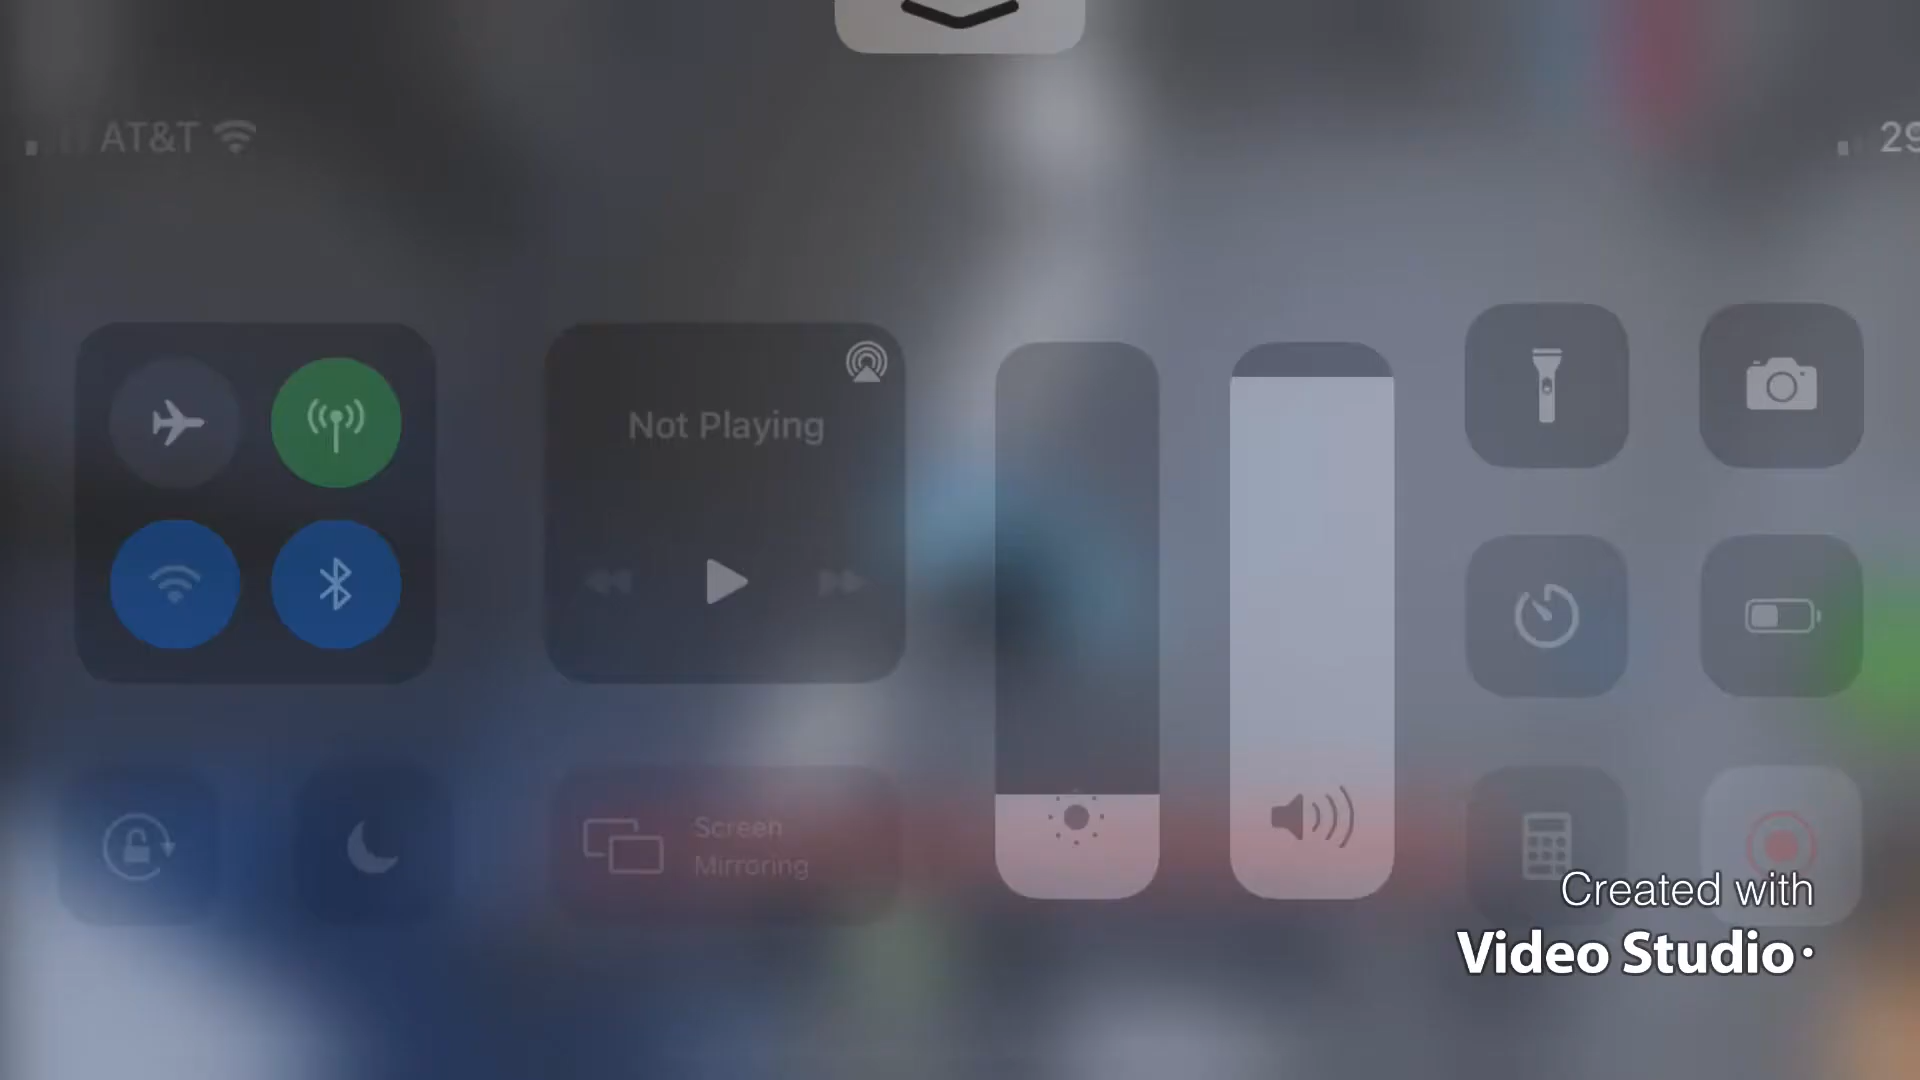 AT&T
29
Not Playing
Screen
Mirroring
Created with
Video Studio